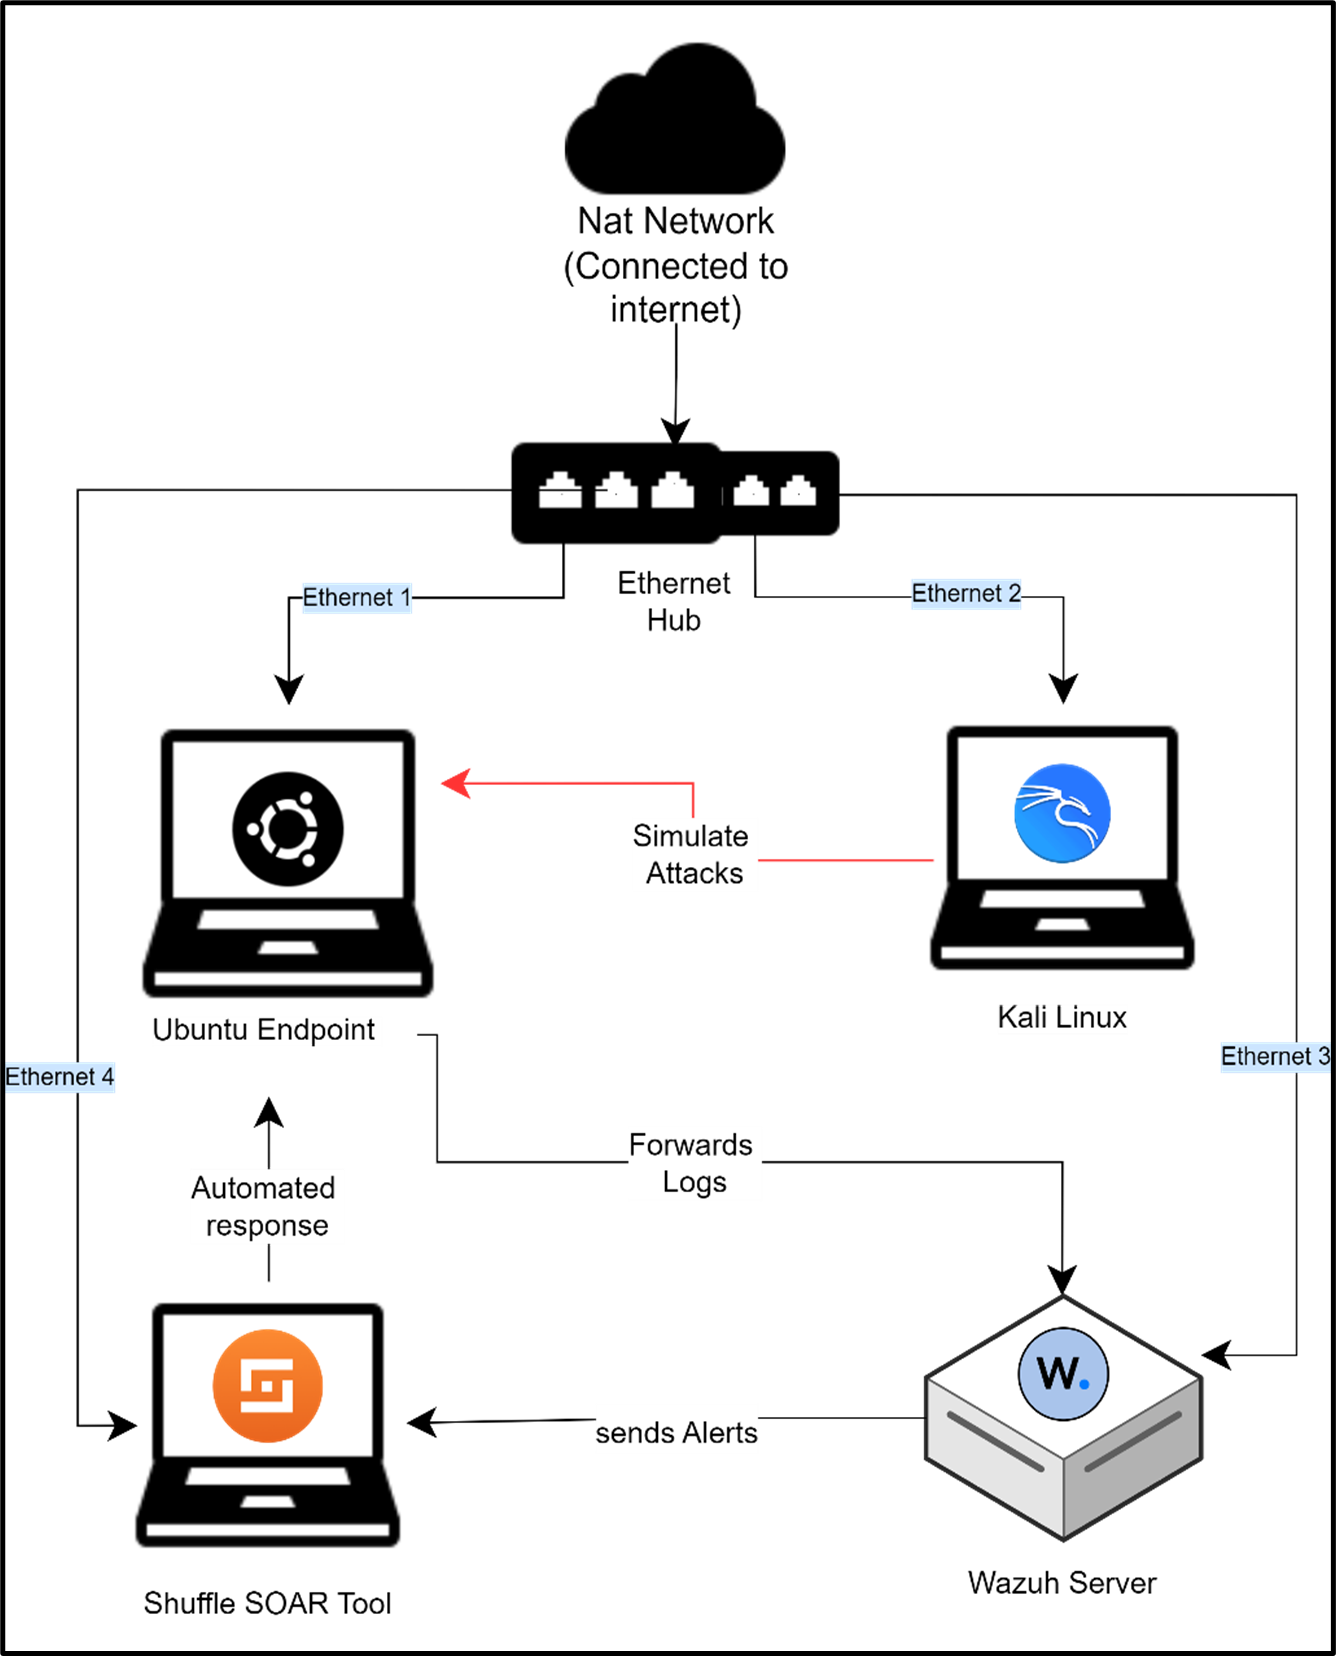 Nat Network
(Connected to
internet)
Ethernet 1
Ethernet
Hub
Ethernet 2
Simulate
Attacks
Ubuntu Endpoint
Kali Linux
Ethernet 4
Ethernet 3
Forwards
Logs
Automated
response
W.
sends Alerts
Shuffle SOAR Tool
Wazuh Server